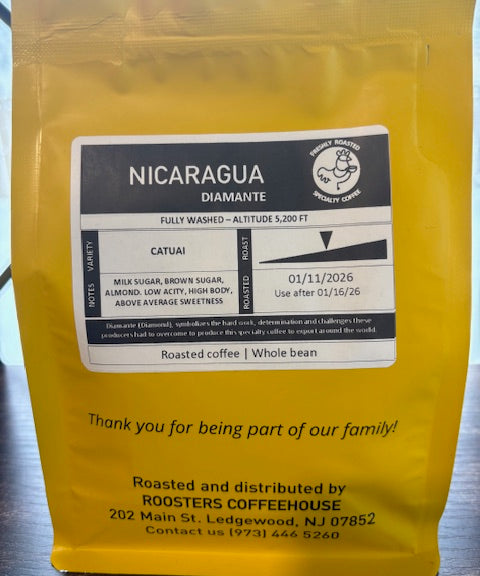 FRESHLY ROASTED
SPECIALTY COFFEE
NICARAGUA
DIAMANTE
FULLY WASHED – ALTITUDE 5,200 FT
VARIETY
CATUAI
ROAST
NOTES
MILK SUGAR, BROWN SUGAR,
ALMOND, LOW ACITY, HIGH BODY,
ABOVE AVERAGE SWEETNESS
ROASTED
01/11/2026
Use after 01/16/26
Diamante (Diamond), symbolizes the hard work, determination and challenges these
producers had to overcome to produce this specialty coffee to export around the world.
Roasted coffee | Whole bean
Thank you for being part of our family!
Roasted and distributed by
ROOSTERS COFFEEHOUSE
202 Main St. Ledgewood, NJ 07852
Contact us (973) 446 5260